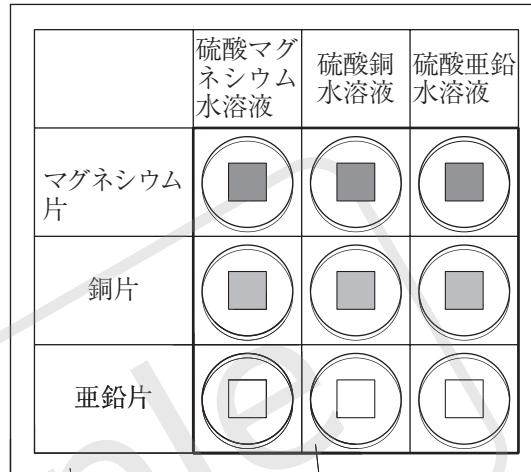 硫酸マグ
ネシウム
水溶液
硫酸銅
水溶液
硫酸亜鉛
水溶液
マグネシウム
片
銅片
亜鉛片